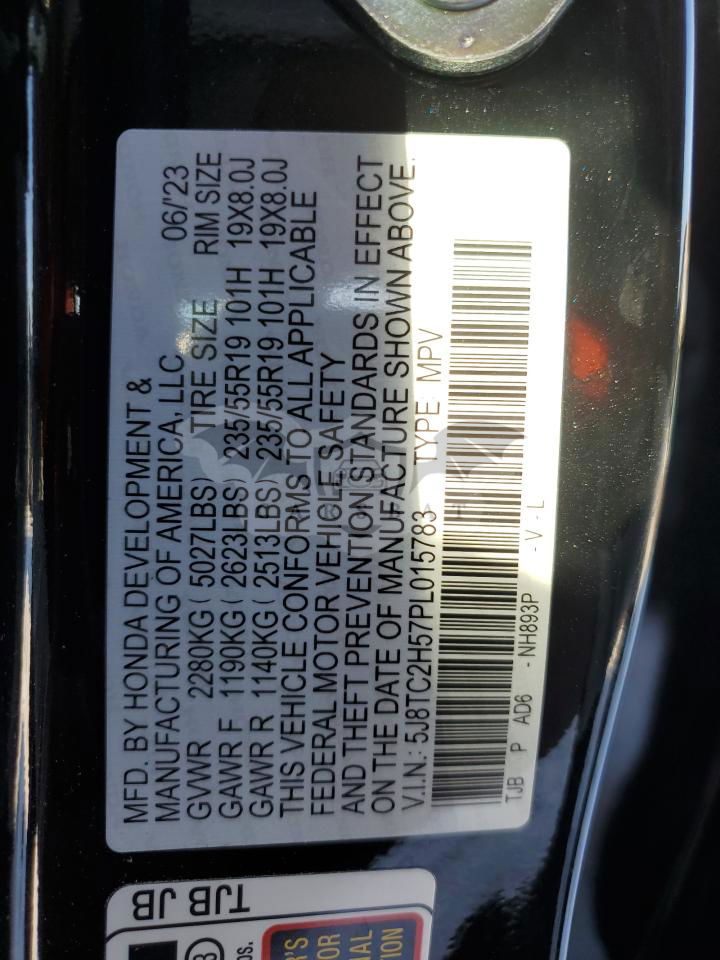 MFD. BY HONDA DEVELOPMENT &
MANUFACTURING OF AMERICA, LLC 06/'23
GVWR 2280KG ( 5027LBS) TIRE SIZE RIM SIZE
GAWR F 1190KG ( 2623LBS) 235/55R19 101H 19X8.0J
GAWR R 1140KG ( 2513LBS) 235/55R19 101H 19X8.0J
THIS VEHICLE CONFORMS TO ALL APPLICABLE
FEDERAL MOTOR VEHICLE SAFETY
AND THEFT PREVENTION STANDARDS IN EFFECT
ON THE DATE OF MANUFACTURE SHOWN ABOVE.
V.I.N.: 5J8TC2H57PL015783 TYPE: MPV
TJB P AD6 - NH893P - V - L
TJB JB